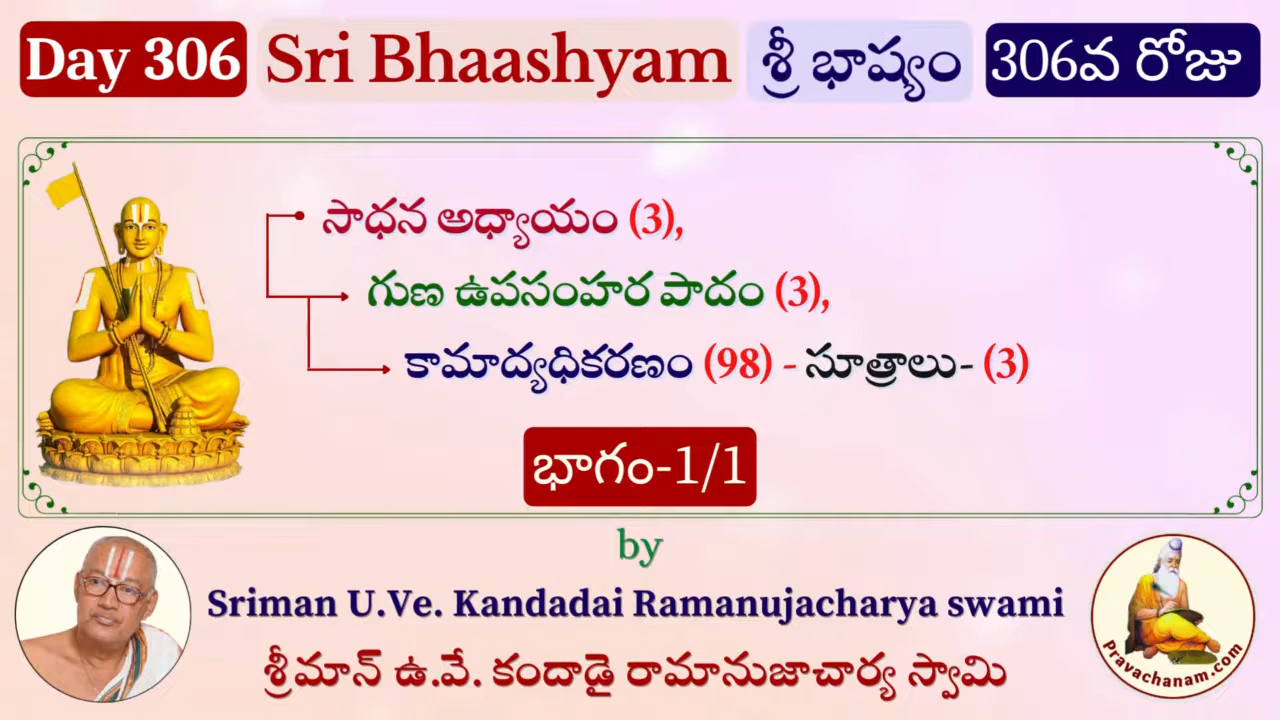 Day 306 Sri Bhaashyam శ్రీ భాష్యం 306వ రోజు
సాధన అధ్యాయం (3),
గుణ ఉపసంహర పాదం (3),
కామాద్యధికరణం (98) - సూత్రాలు- (3)
భాగం-1/1
by
Sriman U.Ve. Kandadai Ramanujacharya swami
శ్రీమాన్ ఉ.వే. కందాడై రామానుజాచార్య స్వామి
Pravachanam.com